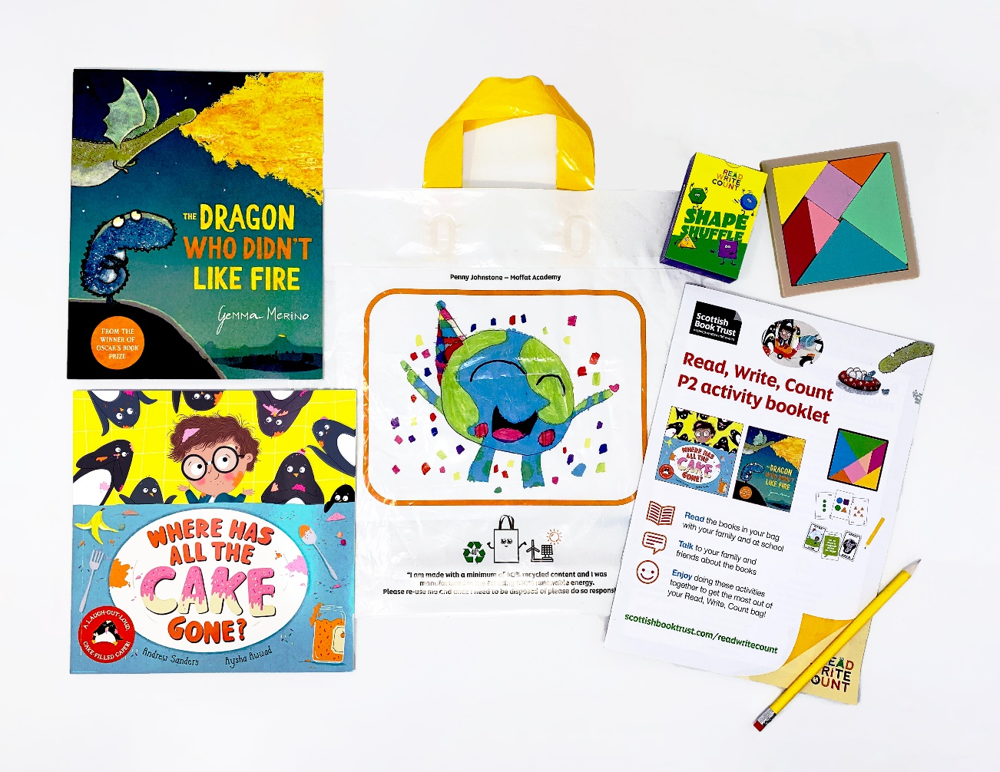 THE DRAGON
WHO DIDN'T
LIKE FIRE
Gemma Merino
FROM THE
WINNER OF
OSCAR'S BOOK
PRIZE
WHERE HAS
ALL THE
CAKE
GONE?
A LAUGH-OUT-LOUD,
CAKE-FILLED CAPER!
Andrew Sanders Aysha Awwad
Penny Johnstone – Moffat Academy
40%
"I am made with a minimum of 40% recycled content and I was
manufactured in the EU using 100% renewable energy.
Please re-use me and once I need to be disposed of please do so
READ
WRITE
COUNT
SHAPE
SHUFFLE
Scottish
Book Trust
Read, Write, Count
P2 activity booklet
WHERE HAS
ALL THE
CAKE
GONE?
THE DRAGON
WHO DIDN'T
LIKE FIRE
Read the books in your bag
with your family and at school
Talk to your family and
friends about the books
Enjoy doing these activities
together to get the most out of
your Read, Write, Count bag!
scottishbooktrust.com/readwritecount
READ
WRITE
COUNT